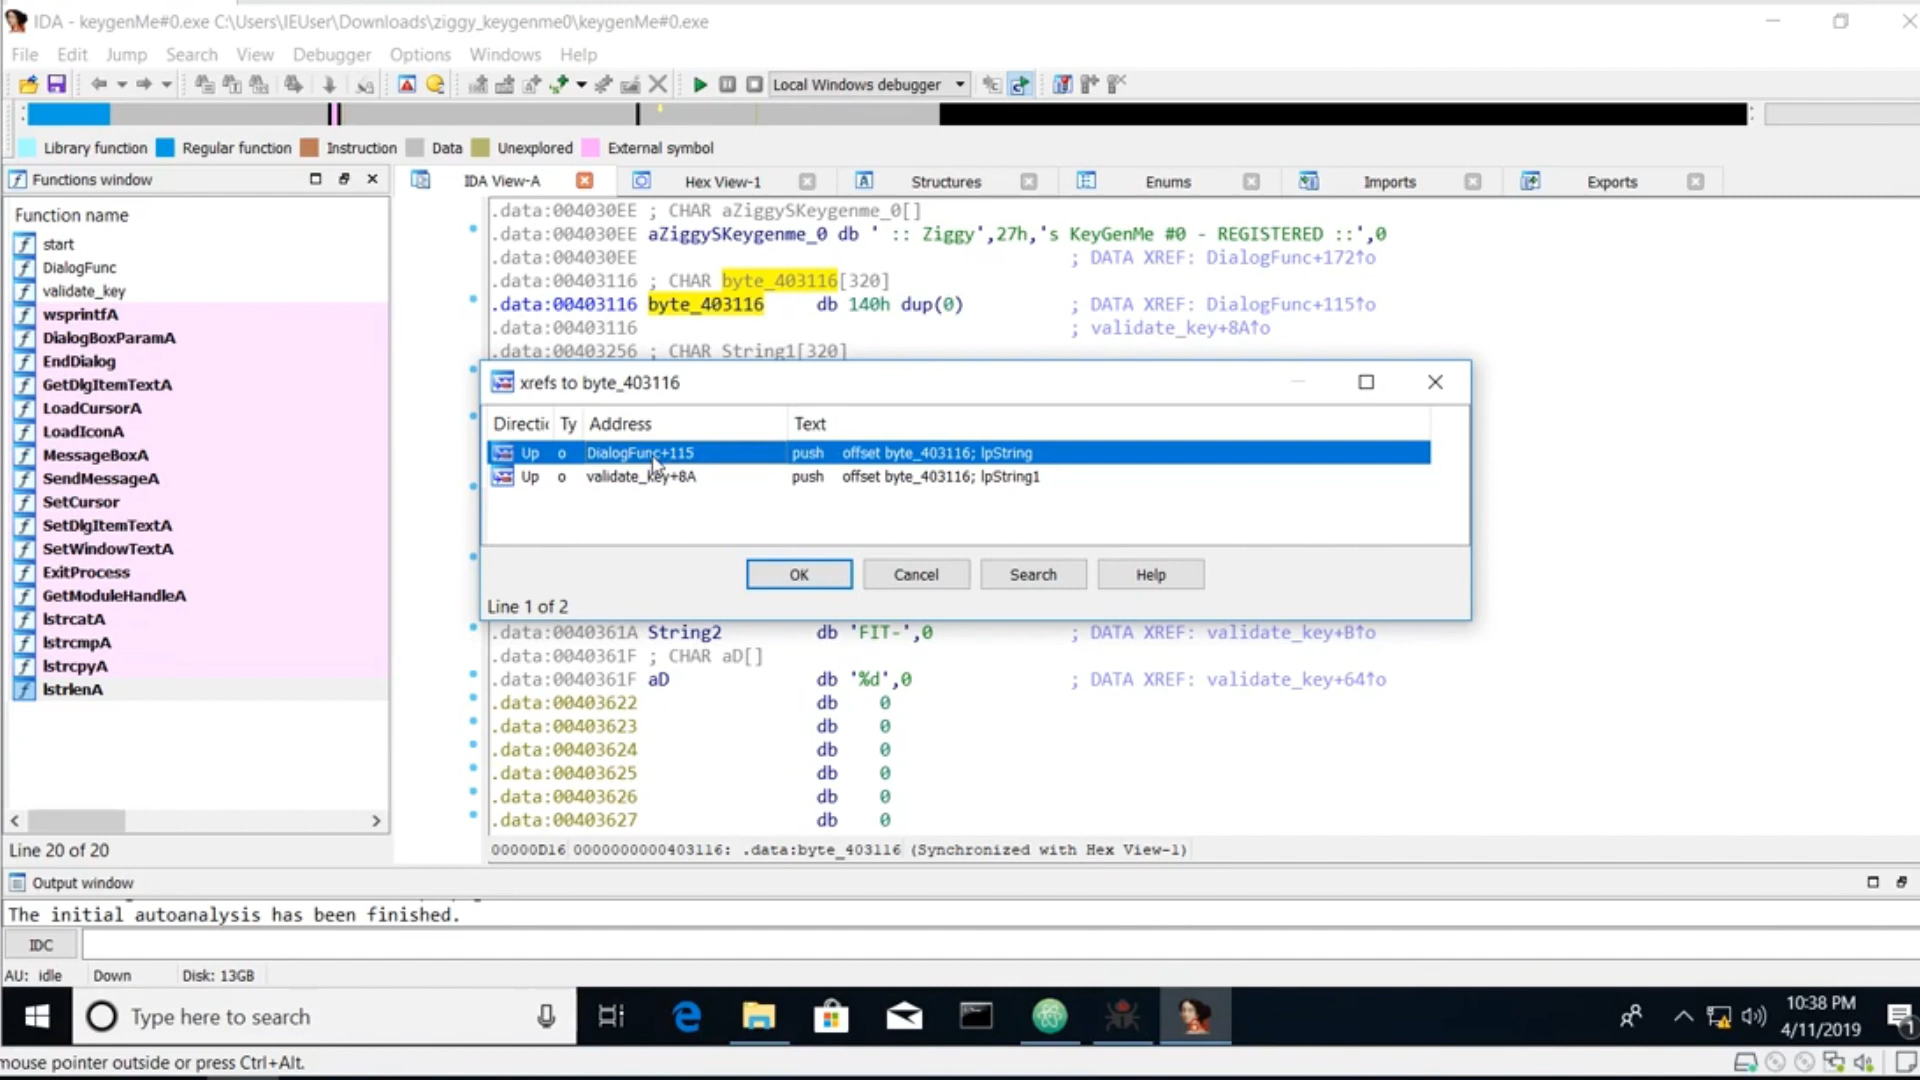 IDA - keygenMe#0.exe C:\Users\IEUser\Downloads\ziggy_keygenme0\keygenMe#0.exe
File Edit Jump Search View Debugger Options Windows Help
Local Windows debugger
Library function Regular function Instruction Data Unexplored External symbol
Functions window
IDA View-A Hex View-1 Structures Enums Imports Exports
Function name
start
DialogFunc
validate_key
wsprintfA
DialogBoxParamA
EndDialog
GetDlgItemTextA
LoadCursorA
LoadIconA
MessageBoxA
SendMessageA
SetCursor
SetDlgItemTextA
SetWindowTextA
ExitProcess
GetModuleHandleA
lstrcatA
lstrcmpA
lstrcpyA
lstrlenA
Line 20 of 20
.data:004030EE ; CHAR aZiggySKeygenme_0[]
.data:004030EE aZiggySKeygenme_0 db ' :: Ziggy',27h,'s KeyGenMe #0 - REGISTERED ::',0
.data:004030EE ; DATA XREF: DialogFunc+172↑o
.data:00403116 ; CHAR byte_403116[320]
.data:00403116 byte_403116 db 140h dup(0) ; DATA XREF: DialogFunc+115↑o
.data:00403116 ; validate_key+8A↑o
.data:00403256 ; CHAR String1[320]
xrefs to byte_403116
Directic Ty Address Text
Up o DialogFunc+115 push offset byte_403116; lpString
Up o validate_key+8A push offset byte_403116; lpString1
OK Cancel Search Help
Line 1 of 2
.data:0040361A String2 db 'FIT-',0 ; DATA XREF: validate_key+B↑o
.data:0040361F ; CHAR aD[]
.data:0040361F aD db '%d',0 ; DATA XREF: validate_key+64↑o
.data:00403622 db 0
.data:00403623 db 0
.data:00403624 db 0
.data:00403625 db 0
.data:00403626 db 0
.data:00403627 db 0
00000D16 0000000000403116: .data:byte_403116 (Synchronized with Hex View-1)
Output window
The initial autoanalysis has been finished.
IDC
AU: idle Down Disk: 13GB
Type here to search
10:38 PM
4/11/2019
1
mouse pointer outside or press Ctrl+Alt.